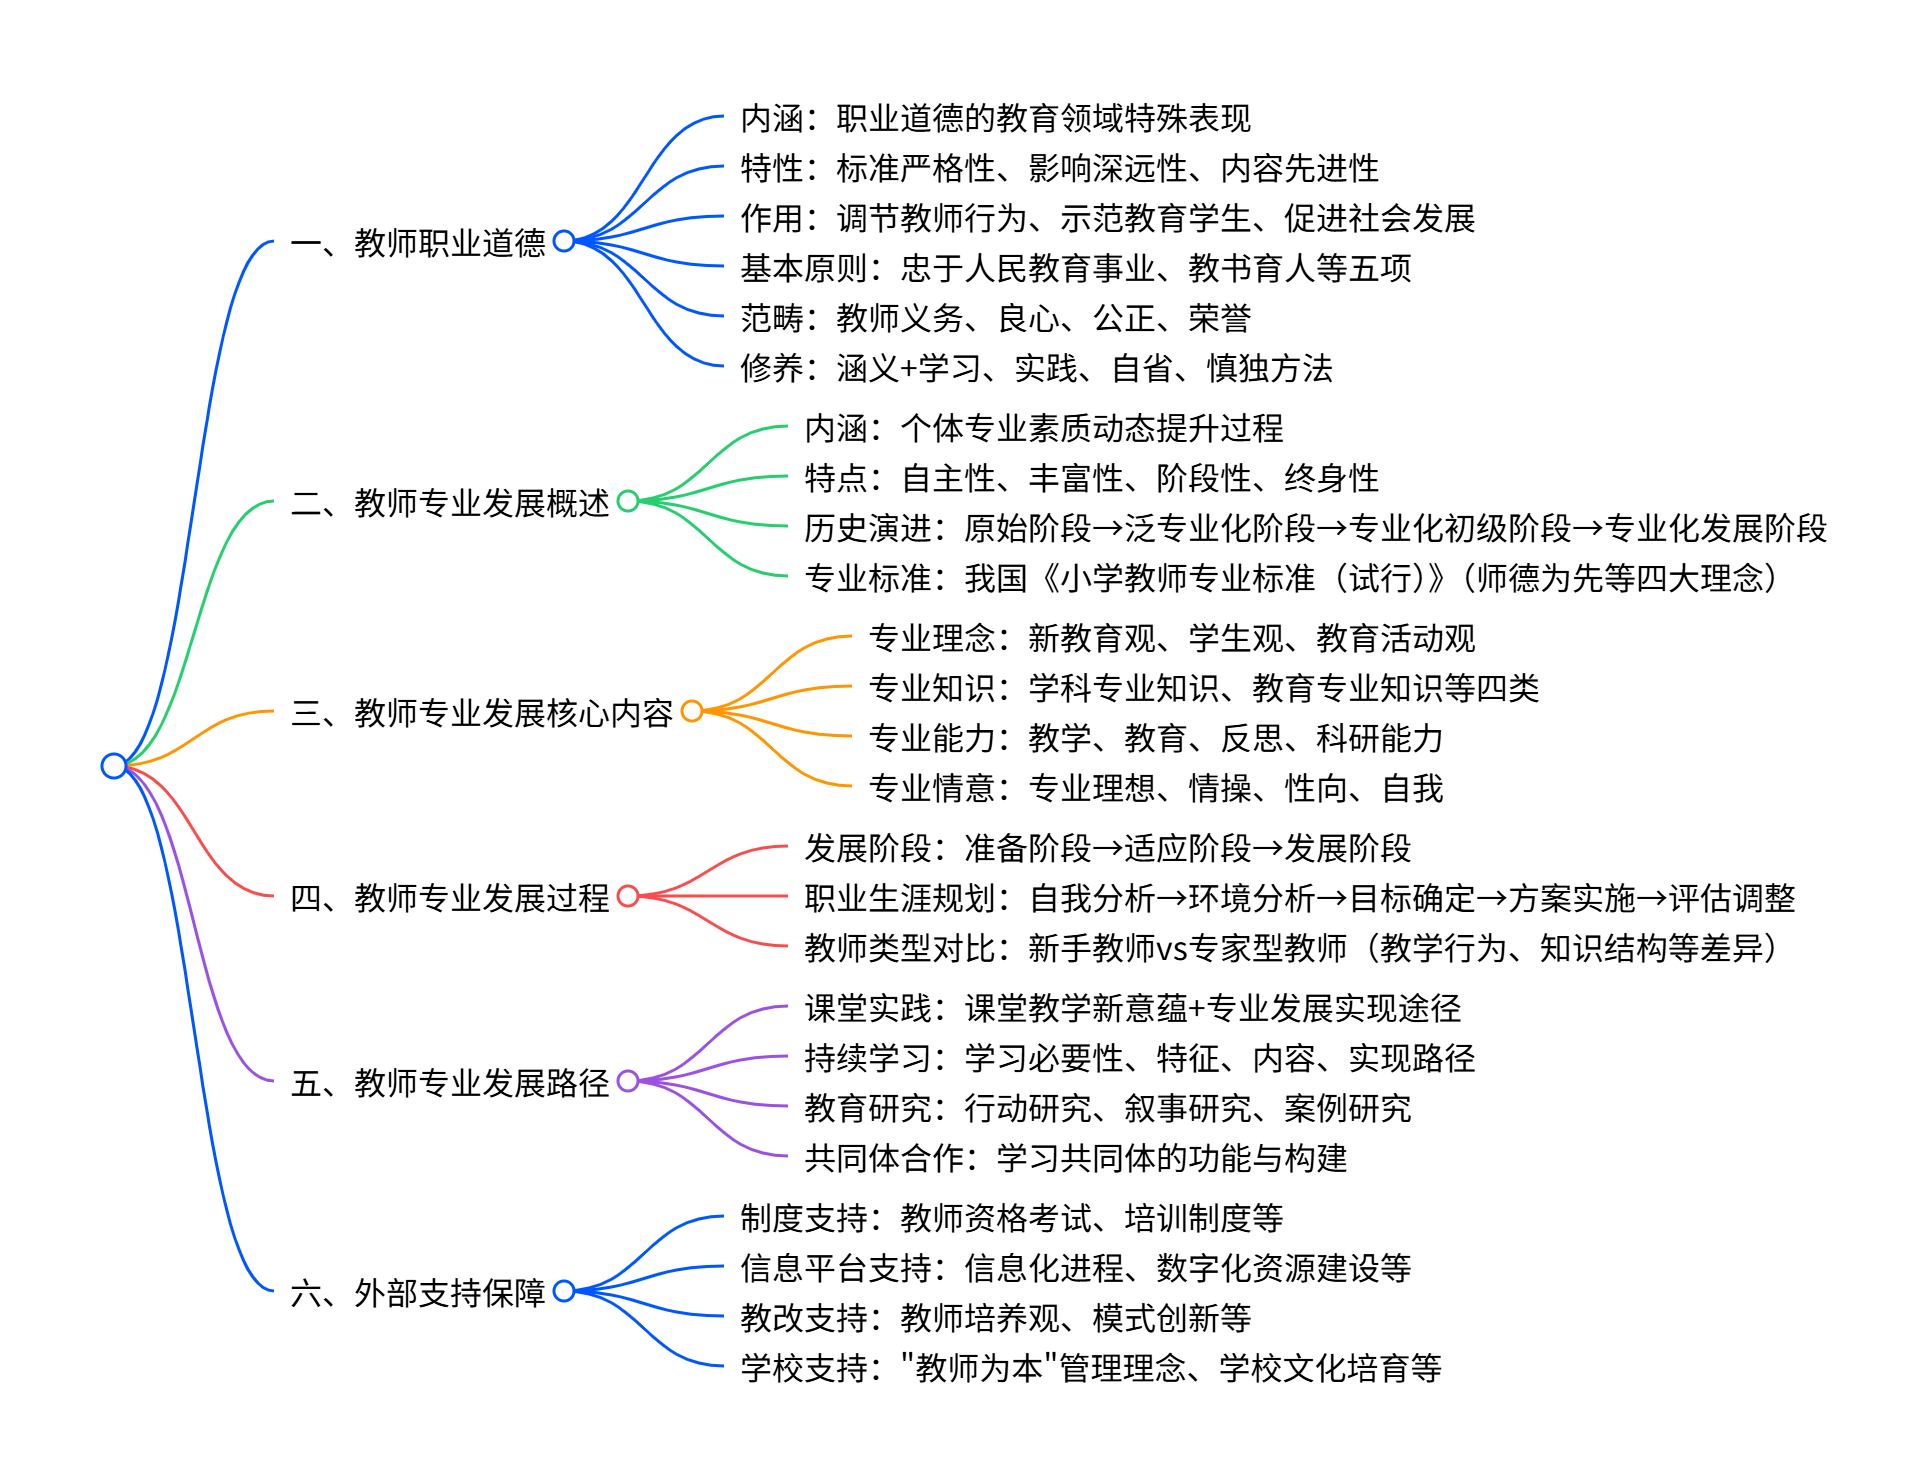 一、教师职业道德
内涵：职业道德的教育领域特殊表现
特性：标准严格性、影响深远性、内容先进性
作用：调节教师行为、示范教育学生、促进社会发展
基本原则：忠于人民教育事业、教书育人等五项
范畴：教师义务、良心、公正、荣誉
修养：涵义+学习、实践、自省、慎独方法
二、教师专业发展概述
内涵：个体专业素质动态提升过程
特点：自主性、丰富性、阶段性、终身性
历史演进：原始阶段→泛专业化阶段→专业化初级阶段→专业化发展阶段
专业标准：我国《小学教师专业标准（试行）》（师德为先等四大理念）
三、教师专业发展核心内容
专业理念：新教育观、学生观、教育活动观
专业知识：学科专业知识、教育专业知识等四类
专业能力：教学、教育、反思、科研能力
专业情意：专业理想、情操、性向、自我
四、教师专业发展过程
发展阶段：准备阶段→适应阶段→发展阶段
职业生涯规划：自我分析→环境分析→目标确定→方案实施→评估调整
教师类型对比：新手教师vs专家型教师（教学行为、知识结构等差异）
五、教师专业发展路径
课堂实践：课堂教学新意蕴+专业发展实现途径
持续学习：学习必要性、特征、内容、实现路径
教育研究：行动研究、叙事研究、案例研究
共同体合作：学习共同体的功能与构建
六、外部支持保障
制度支持：教师资格考试、培训制度等
信息平台支持：信息化进程、数字化资源建设等
教改支持：教师培养观、模式创新等
学校支持："教师为本"管理理念、学校文化培育等